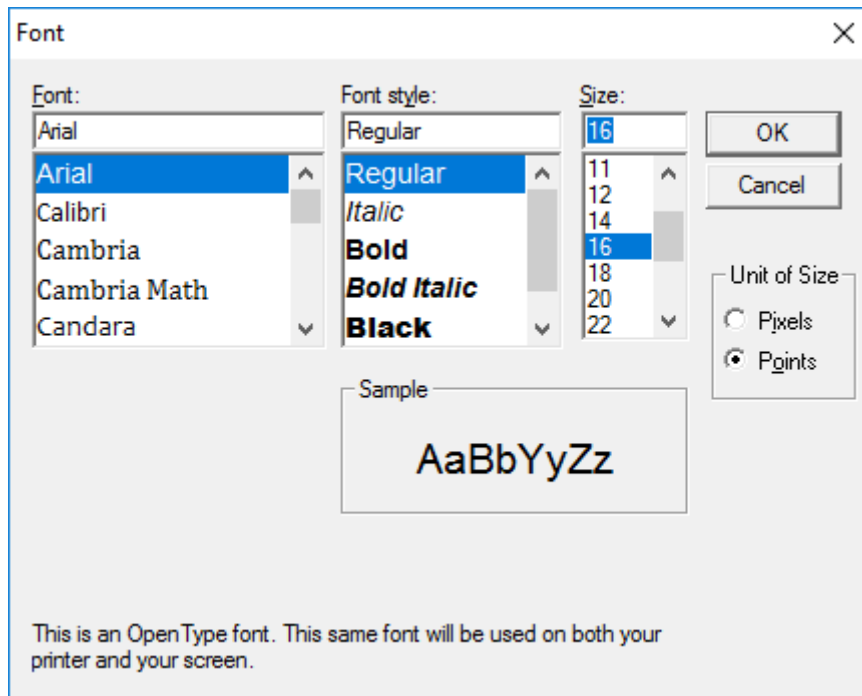 Font
Font:
Arial
Arial
Calibri
Cambria
Cambria Math
Candara
Font style:
Regular
Regular
Italic
Bold
Bold Italic
Black
Size:
16
11
12
14
16
18
20
22
OK
Cancel
Unit of Size
Pixels
Points
Sample
AaBbYyZz
This is an OpenType font. This same font will be used on both your
printer and your screen.